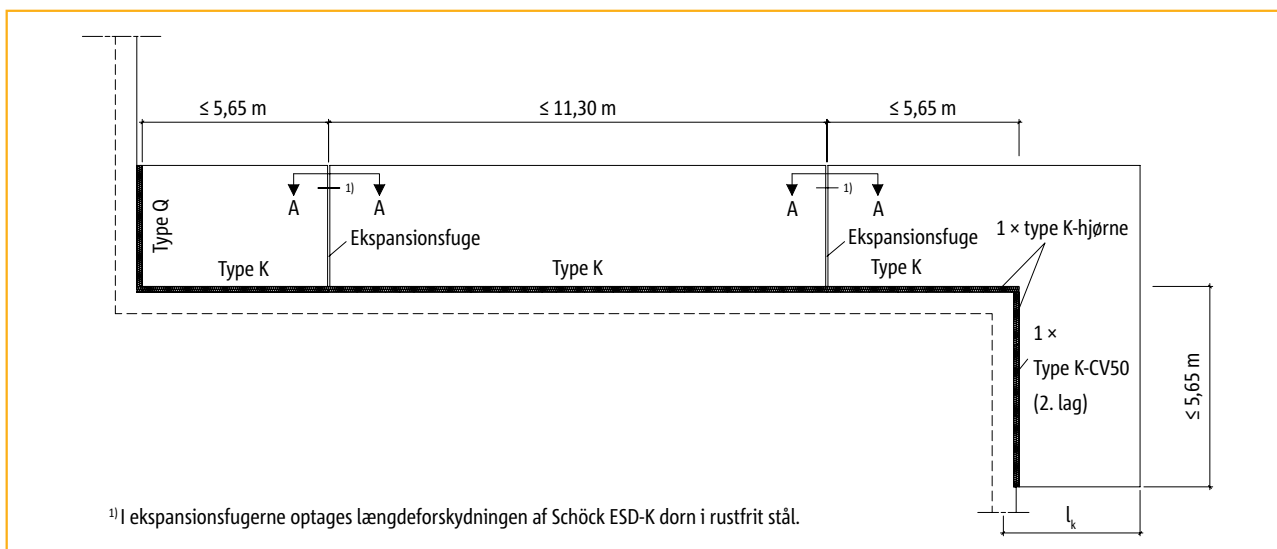 ≤ 5,65 m
≤ 11,30 m
≤ 5,65 m
1)
1)
A
A
A
A
Type Q
Ekspansionsfuge
Ekspansionsfuge
1 × type K-hjørne
Type K
Type K
Type K
1 ×
Type K-CV50
(2. lag)
≤ 5,65 m
lk
1) I ekspansionsfugerne optages længdeforskydningen af Schöck ESD-K dorn i rustfrit stål.